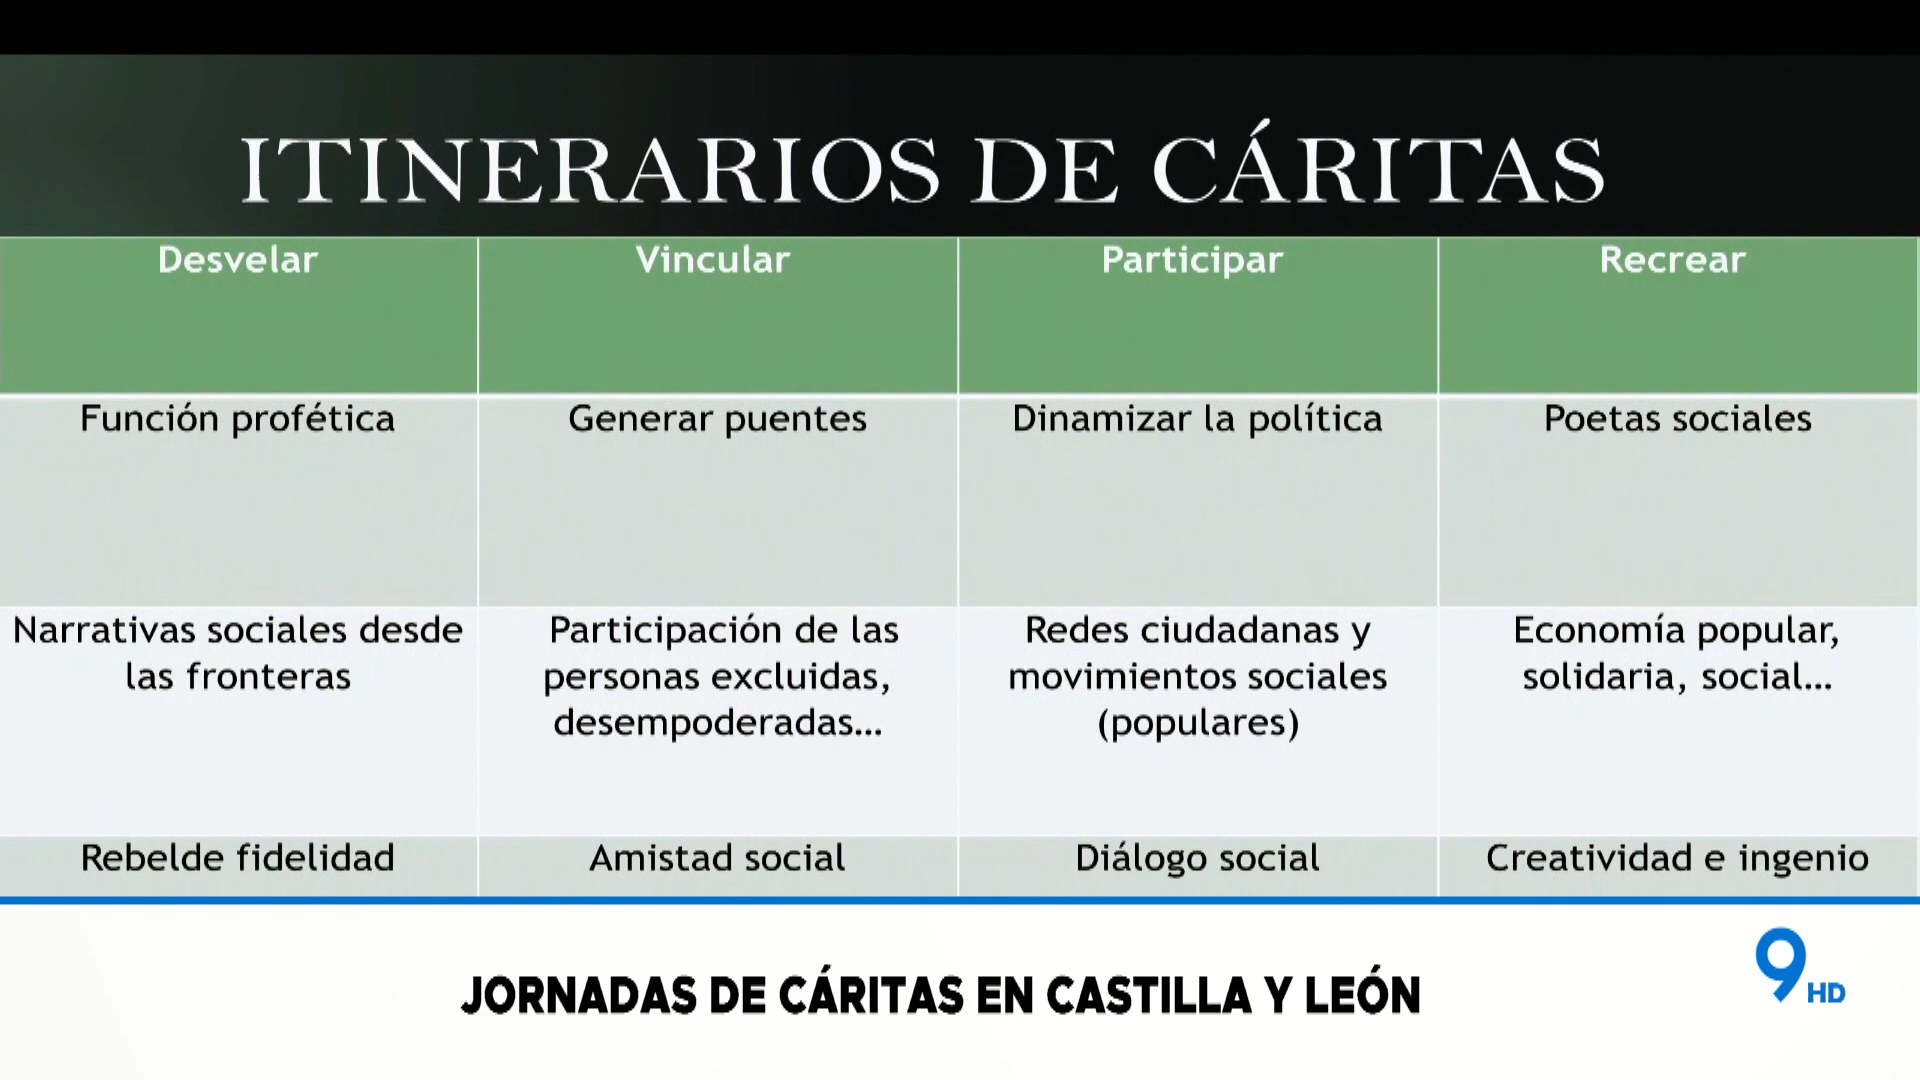 ITINERARIOS DE CÁRITAS
Desvelar
Vincular
Participar
Recrear
Función profética
Generar puentes
Dinamizar la política
Poetas sociales
Narrativas sociales desde
las fronteras
Participación de las
personas excluidas,
desempoderadas...
Redes ciudadanas y
movimientos sociales
(populares)
Economía popular,
solidaria, social...
Rebelde fidelidad
Amistad social
Diálogo social
Creatividad e ingenio
JORNADAS DE CÁRITAS EN CASTILLA Y LEÓN
9 HD